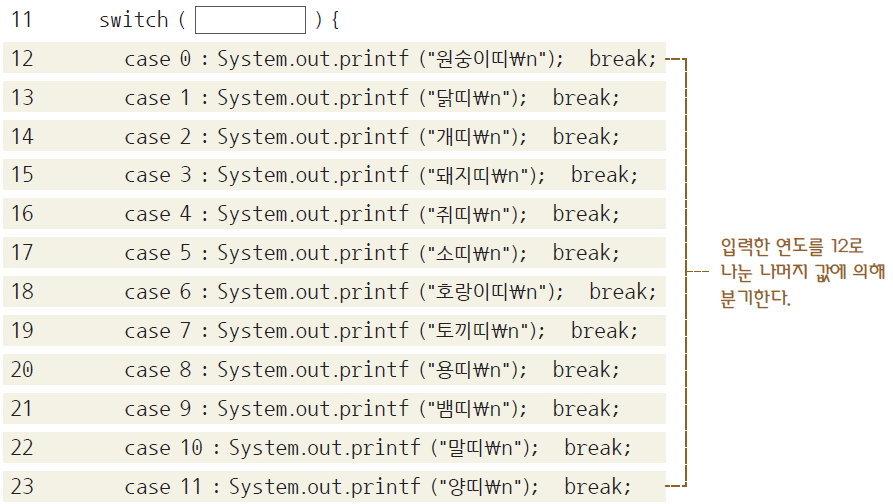 11 switch ( ) {
12 case 0 : System.out.printf ("원숭이띠₩n"); break;
13 case 1 : System.out.printf ("닭띠₩n"); break;
14 case 2 : System.out.printf ("개띠₩n"); break;
15 case 3 : System.out.printf ("돼지띠₩n"); break;
16 case 4 : System.out.printf ("쥐띠₩n"); break;
17 case 5 : System.out.printf ("소띠₩n"); break;
18 case 6 : System.out.printf ("호랑이띠₩n"); break;
19 case 7 : System.out.printf ("토끼띠₩n"); break;
20 case 8 : System.out.printf ("용띠₩n"); break;
21 case 9 : System.out.printf ("뱀띠₩n"); break;
22 case 10 : System.out.printf ("말띠₩n"); break;
23 case 11 : System.out.printf ("양띠₩n"); break;
입력한 연도를 12로
나눈 나머지 값에 의해
분기한다.